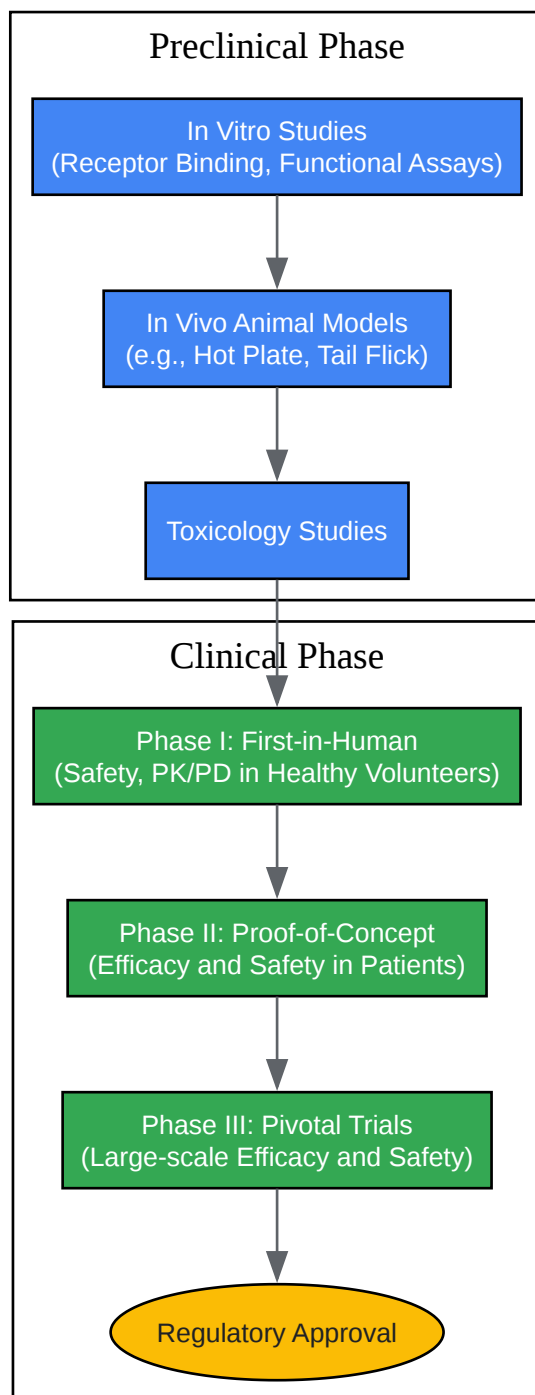 Preclinical Phase
In Vitro Studies
(Receptor Binding, Functional Assays)
In Vivo Animal Models
(e.g., Hot Plate, Tail Flick)
Toxicology Studies
Clinical Phase
Phase I: First-in-Human
(Safety, PK/PD in Healthy Volunteers)
Phase II: Proof-of-Concept
(Efficacy and Safety in Patients)
Phase III: Pivotal Trials
(Large-scale Efficacy and Safety)
Regulatory Approval